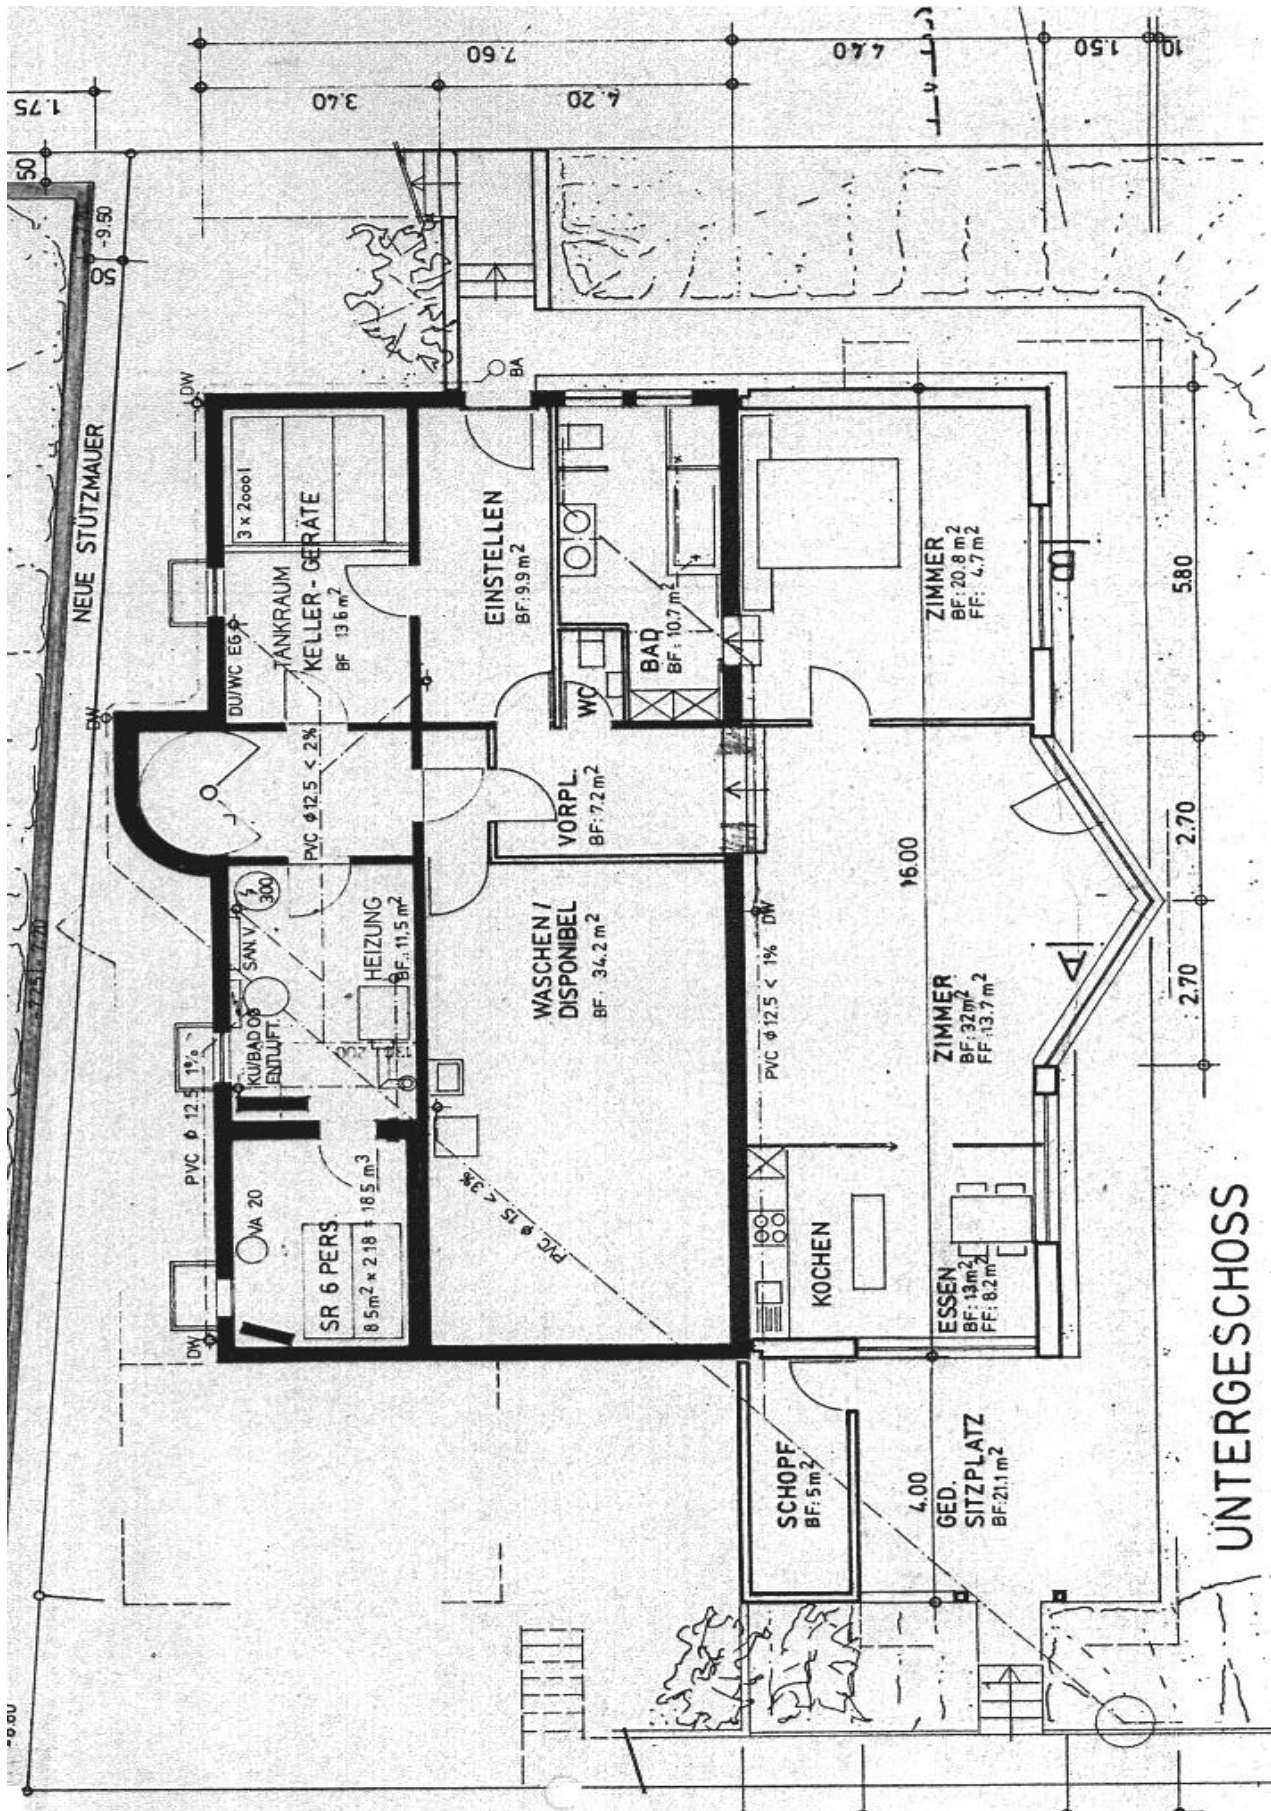 7.60
4.40
1.50
10
3.40
4.20
1.75
50
-9.60
50
NEUE STÜTZMAUER
DW
BA
3 x 2000 l
TANKRAUM
KELLER - GERÄTE
BF 13.6 m²
DU/WC EG
EINSTELLEN
BF: 9.9 m²
BAD
BF: 10.7 m²
WC
ZIMMER
BF: 20.8 m²
FF: 4.7 m²
B
5.80
DW
PVC ϕ 12.5 < 2%
VORPL.
BF: 7.2 m²
16.00
2.70
300
SAN. V.
HEIZUNG
BF: 11.5 m²
KÜ/BAD OG
ENTLÜFT.
WASCHEN /
DISPONIBEL
BF: 34.2 m²
DW
PVC ϕ 12.5 < 1%
ZIMMER
BF: 32 m²
FF: 13.7 m²
A
2.70
PVC ϕ 12.5 1%
VA 20
SR 6 PERS.
8.5 m² x 2.18 = 18.5 m³
PVC ϕ 15 < 3%
KOCHEN
ESSEN
BF: 13 m²
FF: 8.2 m²
DW
SCHOPF
BF: 5 m²
4.00
GED.
SITZPLATZ
BF: 21.1 m²
UNTERGESCHOSS